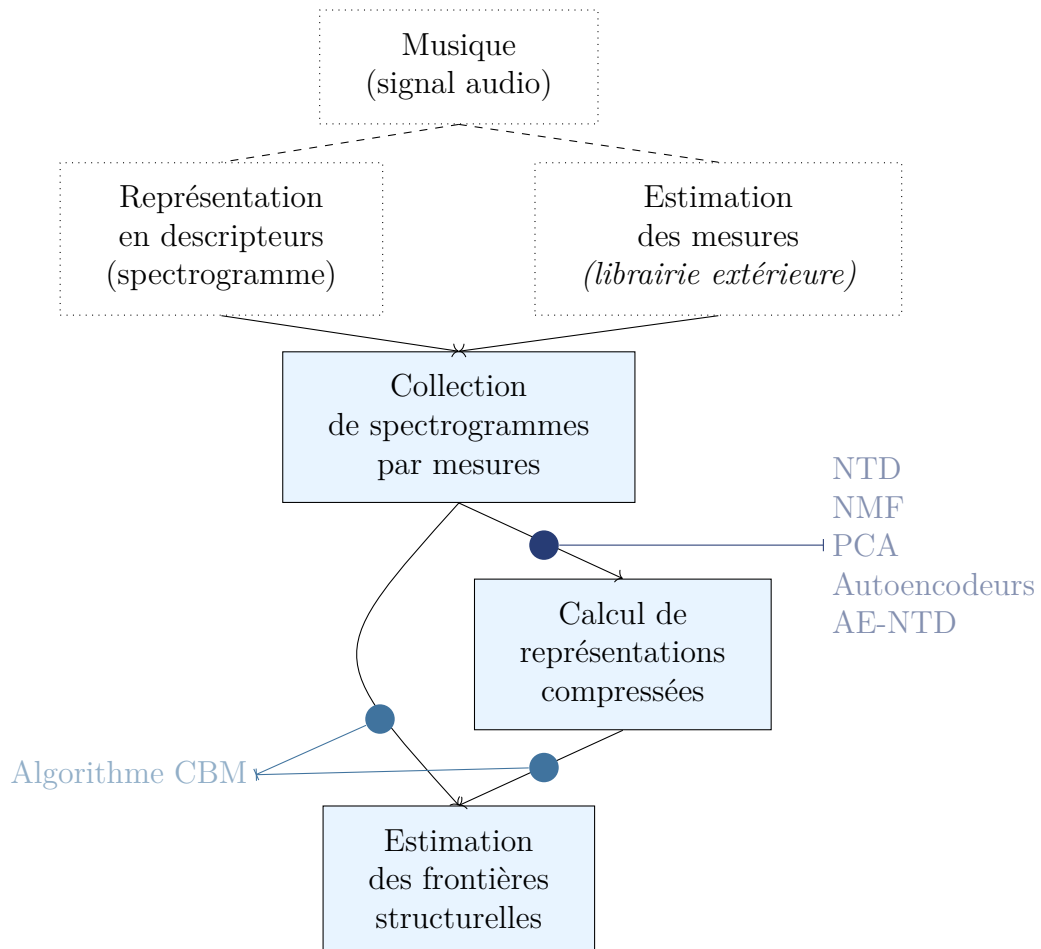 Musique
(signal audio)
Représentation
en descripteurs
(spectrogramme)
Estimation
des mesures
(librairie extérieure)
Collection
de spectrogrammes
par mesures
NTD
NMF
PCA
Autoencodeurs
AE-NTD
Calcul de
représentations
compressées
Algorithme CBM
Estimation
des frontières
structurelles